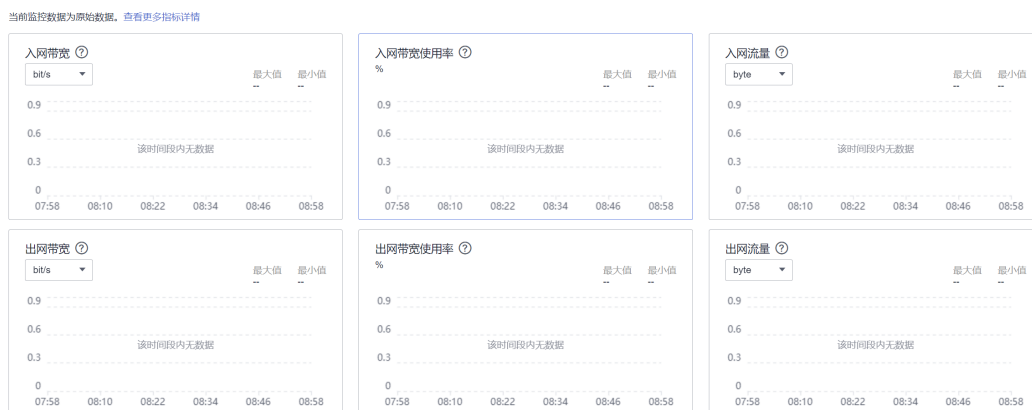 当前监控数据为原始数据。查看更多指标详情
入网带宽 ?
bit/s
最大值 最小值
-- --
0.9
0.6
该时间段内无数据
0.3
0
07:58 08:10 08:22 08:34 08:46 08:58
入网带宽使用率 ?
%
最大值 最小值
-- --
0.9
0.6
该时间段内无数据
0.3
0
07:58 08:10 08:22 08:34 08:46 08:58
入网流量 ?
byte
最大值 最小值
-- --
0.9
0.6
该时间段内无数据
0.3
0
07:58 08:10 08:22 08:34 08:46 08:58
出网带宽 ?
bit/s
最大值 最小值
-- --
0.9
0.6
该时间段内无数据
0.3
0
07:58 08:10 08:22 08:34 08:46 08:58
出网带宽使用率 ?
%
最大值 最小值
-- --
0.9
0.6
该时间段内无数据
0.3
0
07:58 08:10 08:22 08:34 08:46 08:58
出网流量 ?
byte
最大值 最小值
-- --
0.9
0.6
该时间段内无数据
0.3
0
07:58 08:10 08:22 08:34 08:46 08:58